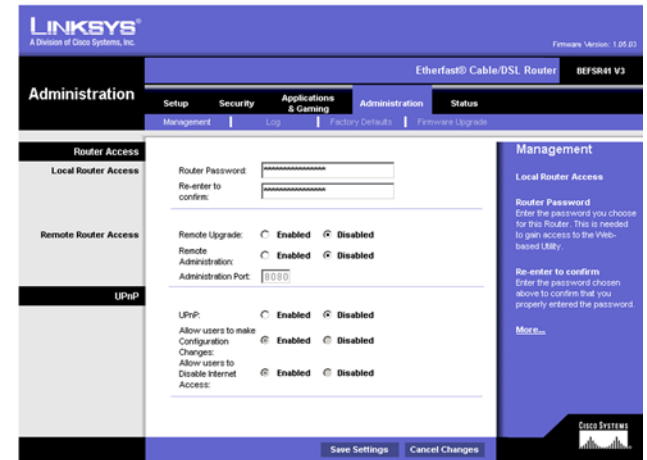 LINKSYS®
A Division of Cisco Systems, Inc.
Firmware Version: 1.05.03
Etherfast® Cable/DSL Router
BEFSR41 V3
Administration
Setup Security Applications & Gaming Administration Status
Management Log Factory Defaults Firmware Upgrade
Router Access
Local Router Access
Router Password:
Re-enter to
confirm:
Remote Router Access
Remote Upgrade: Enabled Disabled
Remote
Administration: Enabled Disabled
Administration Port: 8080
UPnP
UPnP: Enabled Disabled
Allow users to make
Configuration
Changes: Enabled Disabled
Allow users to
Disable Internet
Access: Enabled Disabled
Management
Local Router Access
Router Password
Enter the password you choose
for this Router. This is needed
to gain access to the Web-
based Utility.
Re-enter to confirm
Enter the password chosen
above to confirm that you
properly entered the password.
More...
Save Settings Cancel Changes
CISCO SYSTEMS